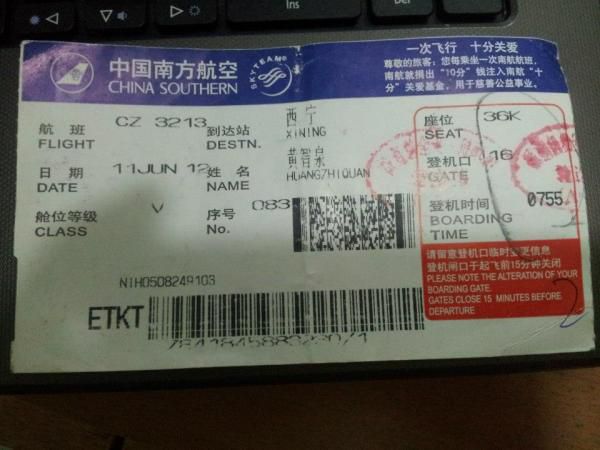 Ins
Del
中国南方航空
CHINA SOUTHERN
SKYTEAM
一次飞行 十分关爱
尊敬的旅客：您每乘坐一次南航航班，
南航就捐出“10分”钱注入南航“十
分”关爱基金，用于慈善公益事业。
航 班 CZ 3213 到达站 西宁
FLIGHT DESTN. XINING
座位 36K
SEAT
日 期 11JUN 12 姓 名 黄智泉
DATE NAME HUANGZHIQUAN
登机口 16
GATE
舱位等级 V 序号 083
CLASS No.
登机时间 0755
BOARDING
TIME
请留意登机口临时变更信息
登机闸口于起飞前15分钟关闭
PLEASE NOTE THE ALTERATION OF YOUR
BOARDING GATE.
GATES CLOSE 15 MINUTES BEFORE
DEPARTURE
NIH0508249103
ETKT
2